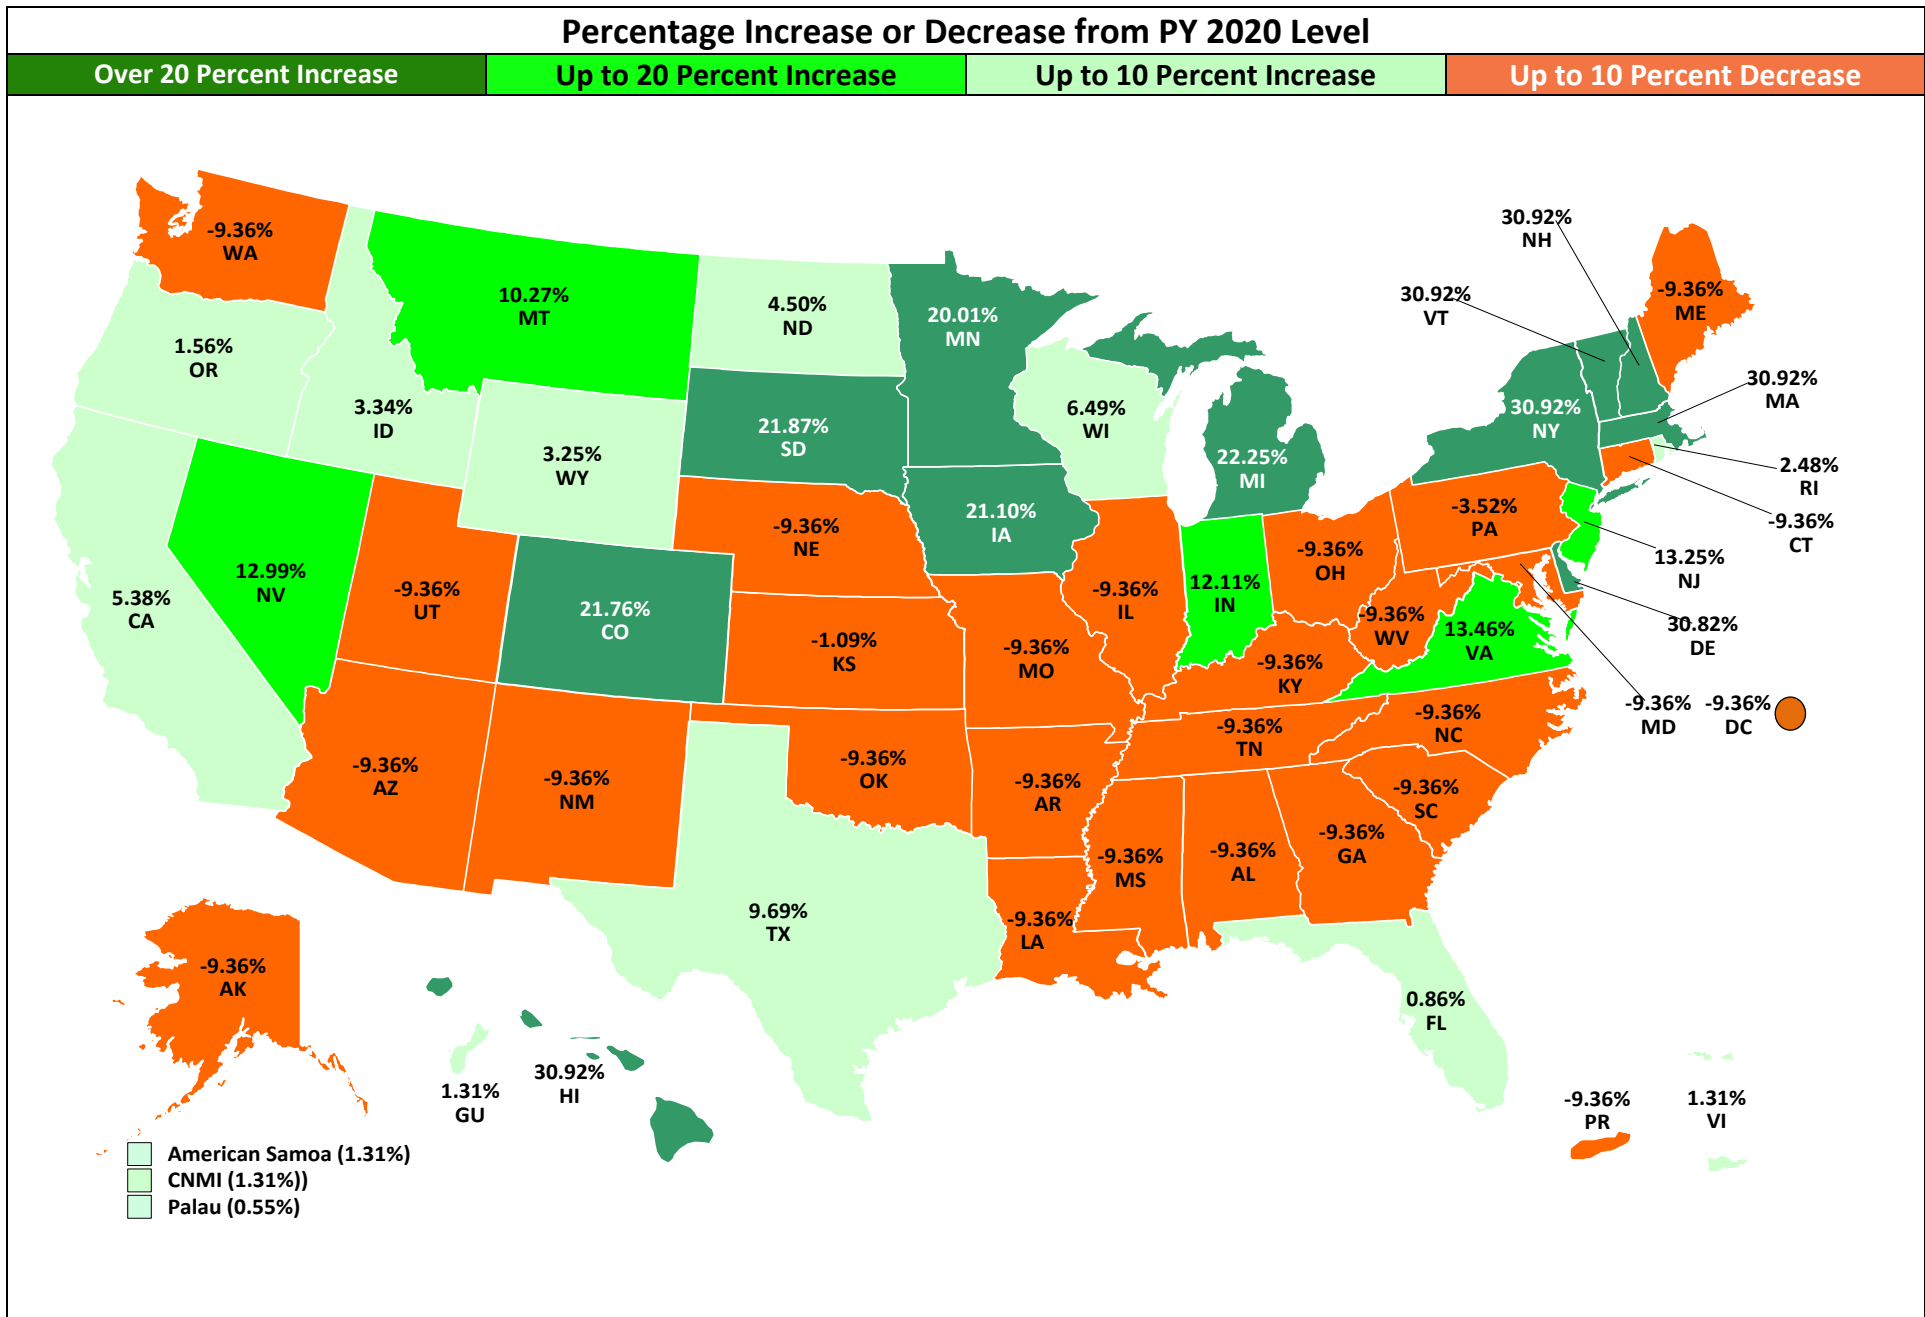 Percentage Increase or Decrease from PY 2020 Level
Over 20 Percent Increase
Up to 20 Percent Increase
Up to 10 Percent Increase
Up to 10 Percent Decrease
-9.36%
WA
1.56%
OR
3.34%
ID
10.27%
MT
4.50%
ND
20.01%
MN
30.92%
NH
30.92%
VT
-9.36%
ME
30.92%
MA
30.92%
NY
2.48%
RI
-9.36%
CT
13.25%
NJ
30.82%
DE
-9.36%
MD
-9.36%
DC
5.38%
CA
12.99%
NV
-9.36%
UT
3.25%
WY
21.87%
SD
-9.36%
NE
21.76%
CO
-1.09%
KS
21.10%
IA
6.49%
WI
22.25%
MI
-9.36%
IL
12.11%
IN
-9.36%
OH
-3.52%
PA
-9.36%
WV
13.46%
VA
-9.36%
KY
-9.36%
MO
-9.36%
TN
-9.36%
NC
-9.36%
SC
-9.36%
AZ
-9.36%
NM
-9.36%
OK
-9.36%
AR
-9.36%
MS
-9.36%
AL
-9.36%
GA
9.69%
TX
-9.36%
LA
0.86%
FL
-9.36%
AK
1.31%
GU
30.92%
HI
-9.36%
PR
1.31%
VI
American Samoa (1.31%)
CNMI (1.31%))
Palau (0.55%)